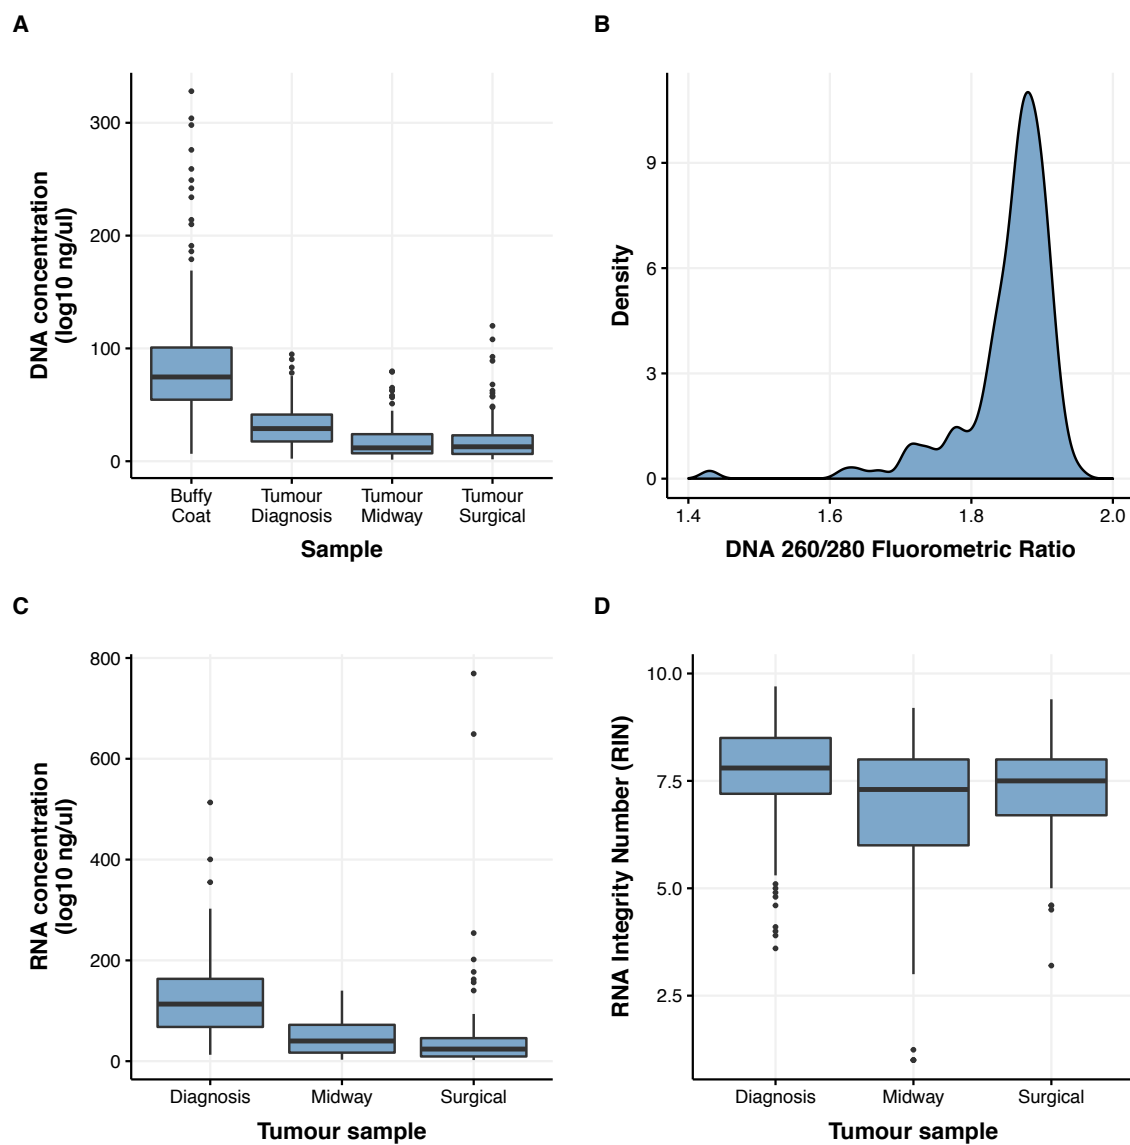 A
DNA concentration
(log10 ng/ul)
300
200
100
0
Buffy
Coat
Tumour
Diagnosis
Tumour
Midway
Tumour
Surgical
Sample
B
Density
9
6
3
0
1.4
1.6
1.8
2.0
DNA 260/280 Fluorometric Ratio
C
RNA concentration
(log10 ng/ul)
800
600
400
200
0
Diagnosis
Midway
Surgical
Tumour sample
D
RNA Integrity Number (RIN)
10.0
7.5
5.0
2.5
Diagnosis
Midway
Surgical
Tumour sample